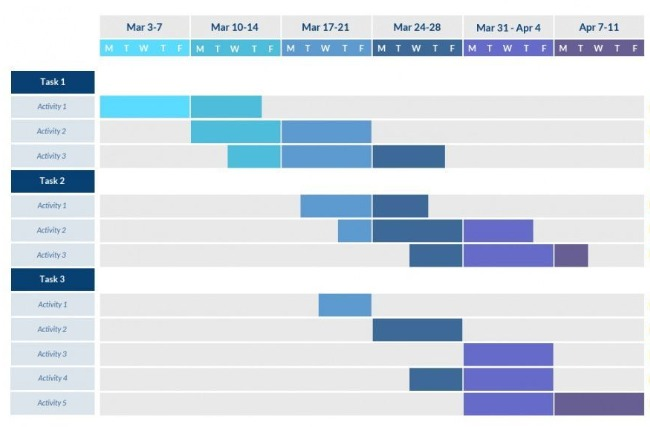 Mar 3-7 Mar 10-14 Mar 17-21 Mar 24-28 Mar 31 - Apr 4 Apr 7-11
M T W T F M T W T F M T W T F M T W T F M T W T F M T W T F
Task 1
Activity 1
Activity 2
Activity 3
Task 2
Activity 1
Activity 2
Activity 3
Task 3
Activity 1
Activity 2
Activity 3
Activity 4
Activity 5